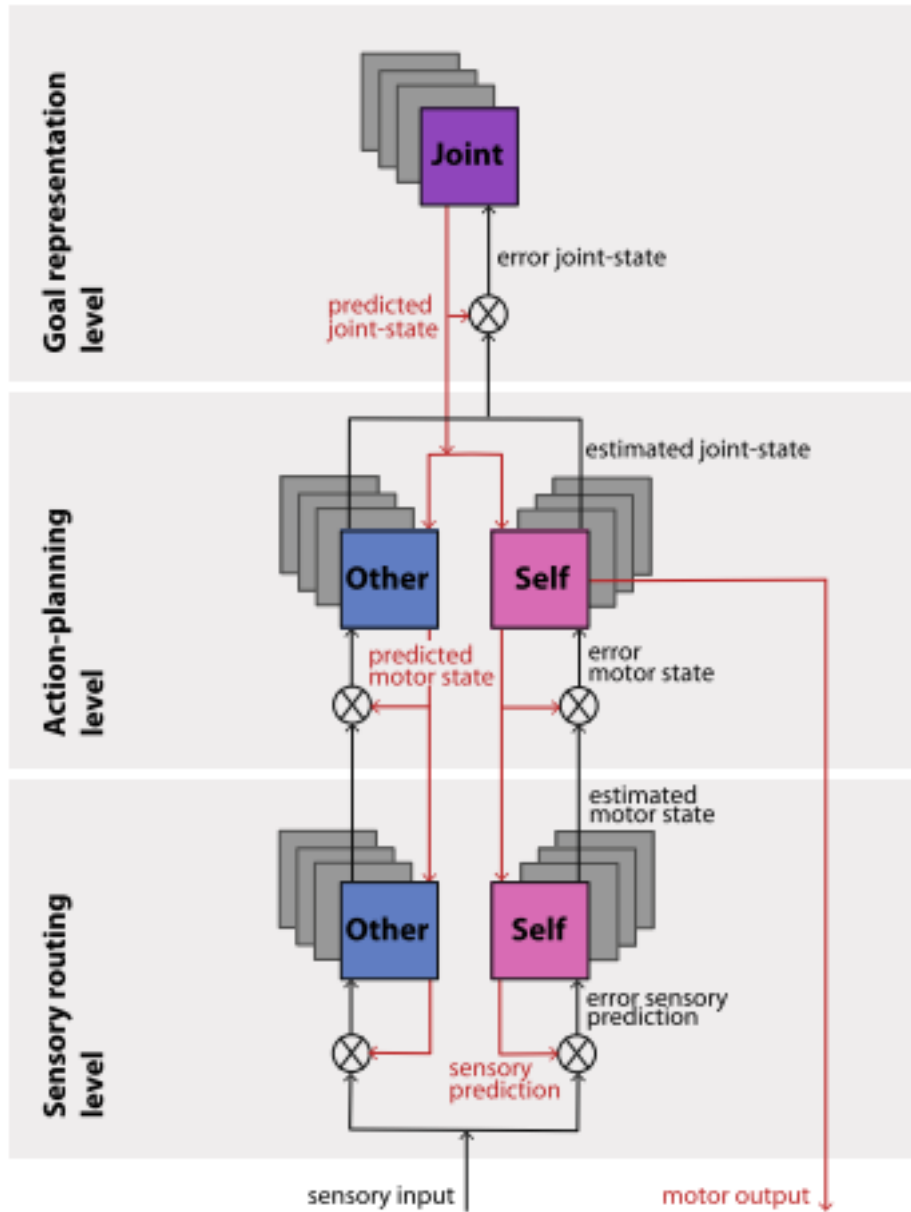 Goal representation
level
Joint
error joint-state
predicted
joint-state
Action-planning
level
estimated joint-state
Other
Self
predicted
motor state
error
motor state
Sensory routing
level
estimated
motor state
Other
Self
error sensory
prediction
sensory
prediction
sensory input
motor output